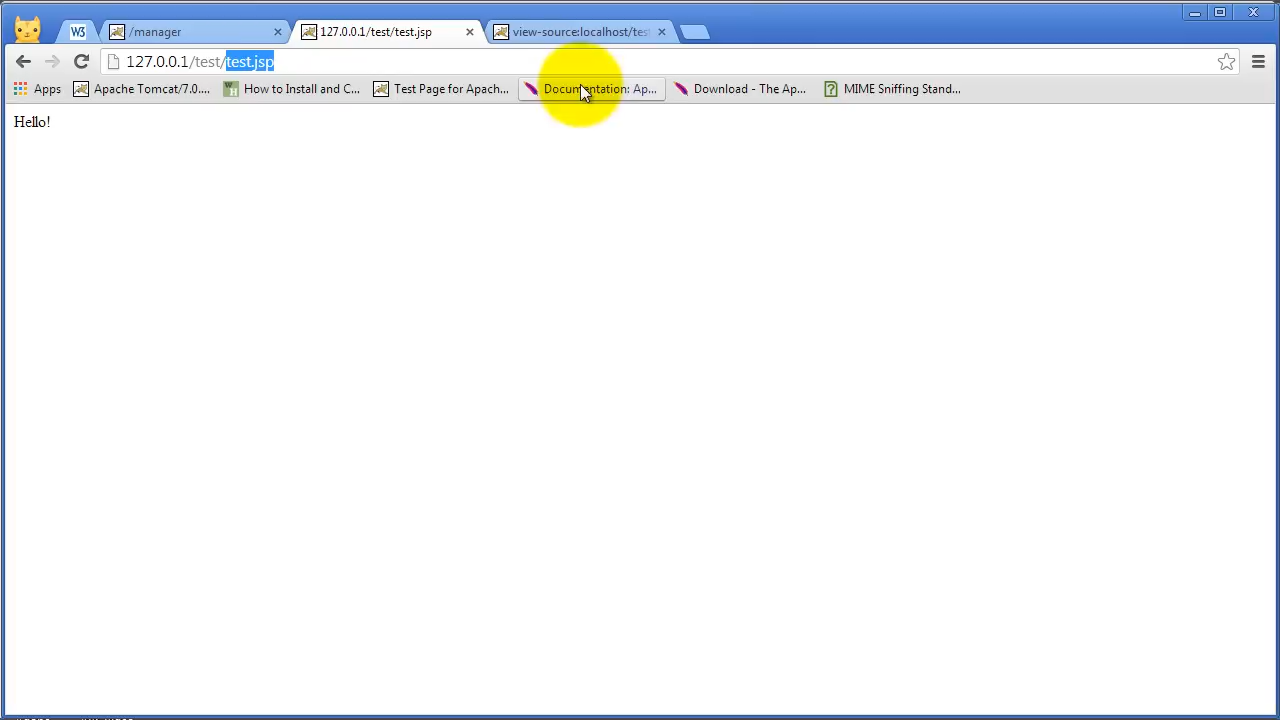 W3 /manager 127.0.0.1/test/test.jsp view-source:localhost/tes
127.0.0.1/test/test.jsp
Apps Apache Tomcat/7.0.... How to Install and C... Test Page for Apach... Documentation: Ap... Download - The Ap... MIME Sniffing Stand...
Hello!